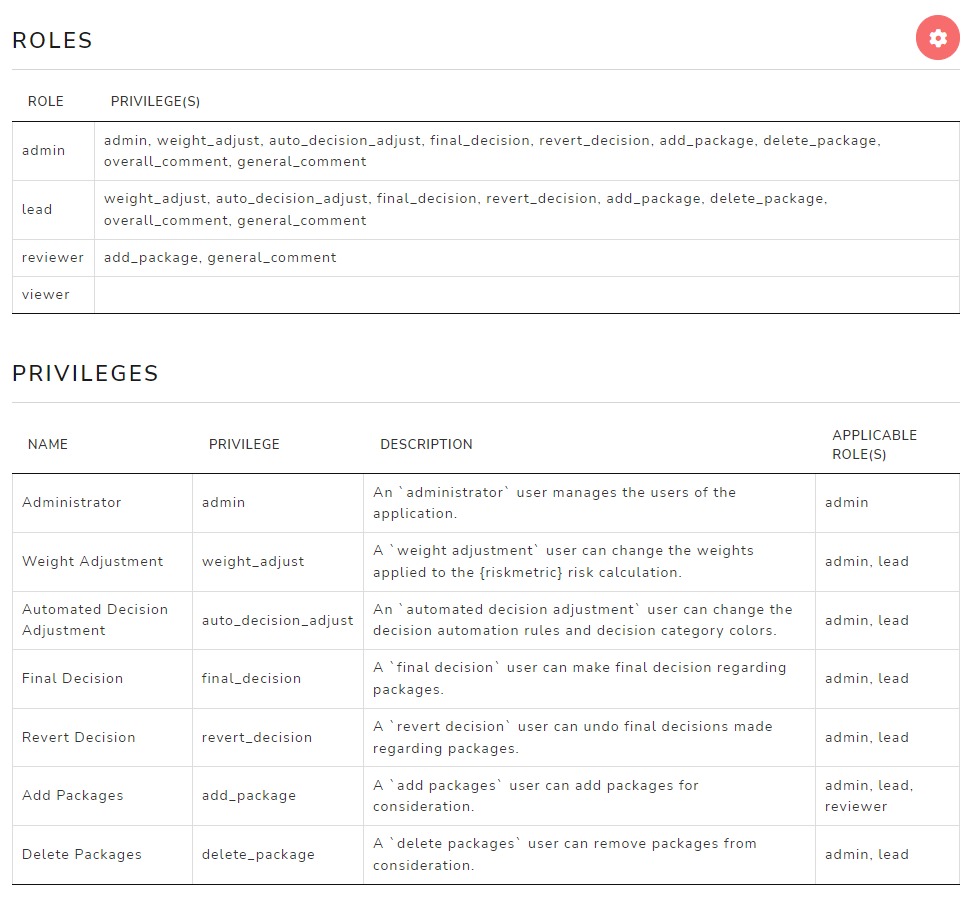 ROLES
ROLE PRIVILEGE(S)
admin admin, weight_adjust, auto_decision_adjust, final_decision, revert_decision, add_package, delete_package,
overall_comment, general_comment
lead weight_adjust, auto_decision_adjust, final_decision, revert_decision, add_package, delete_package,
overall_comment, general_comment
reviewer add_package, general_comment
viewer
PRIVILEGES
NAME PRIVILEGE DESCRIPTION APPLICABLE
ROLE(S)
Administrator admin An `administrator` user manages the users of the
application. admin
Weight Adjustment weight_adjust A `weight adjustment` user can change the weights
applied to the {riskmetric} risk calculation. admin, lead
Automated Decision
Adjustment auto_decision_adjust An `automated decision adjustment` user can change the
decision automation rules and decision category colors. admin, lead
Final Decision final_decision A `final decision` user can make final decision regarding
packages. admin, lead
Revert Decision revert_decision A `revert decision` user can undo final decisions made
regarding packages. admin, lead
Add Packages add_package A `add packages` user can add packages for
consideration. admin, lead,
reviewer
Delete Packages delete_package A `delete packages` user can remove packages from
consideration. admin, lead